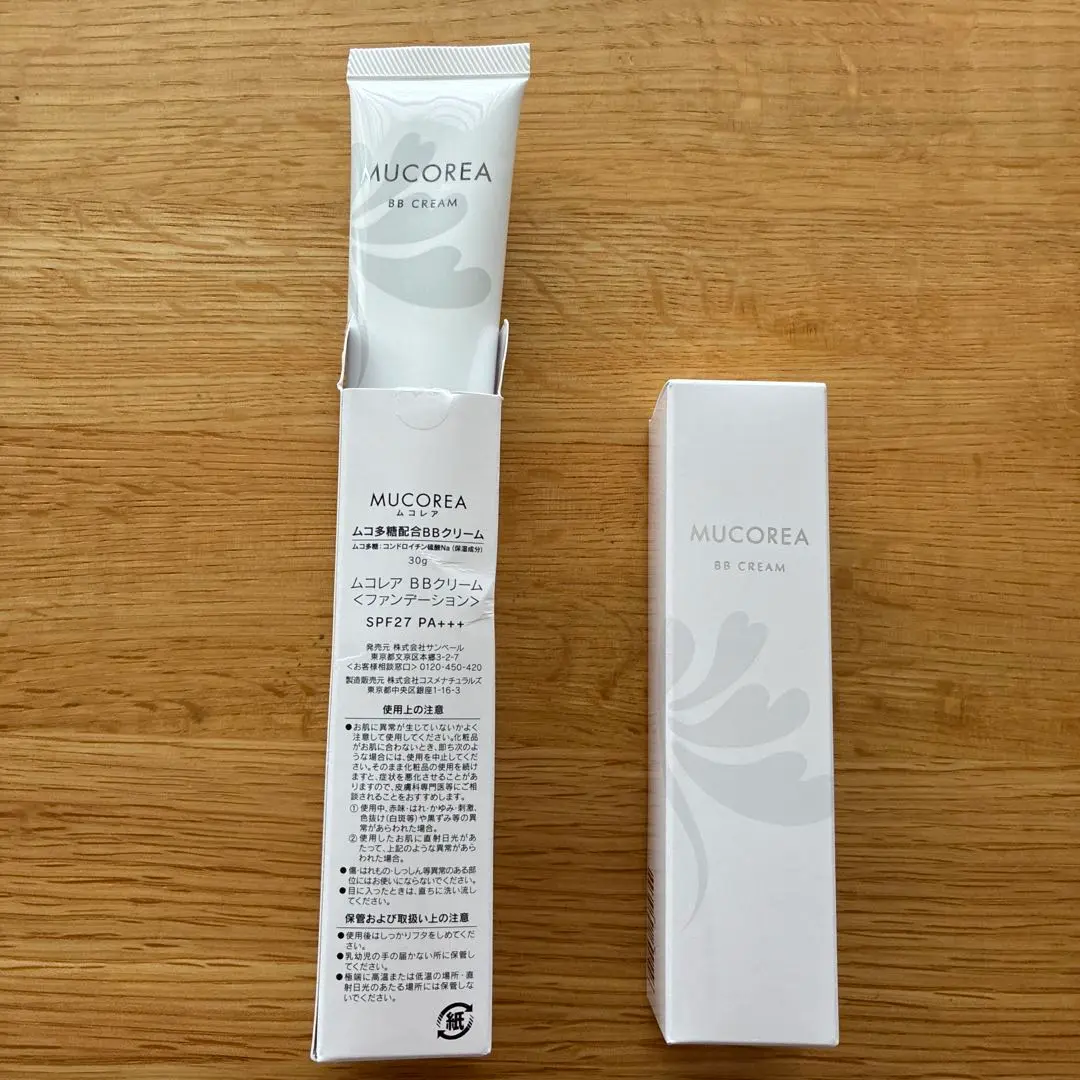 MUCOREA
BB CREAM
MUCOREA
ムコレア
ムコ多糖配合BBクリーム
ムコ多糖:コンドロイチン硫酸Na(保湿成分)
30g
ムコレア BBクリーム
<ファンデーション>
SPF27 PA+++
発売元 株式会社サンベール
東京都文京区本郷3-2-7
<お客様相談窓口> 0120-450-420
製造販売元 株式会社コスメナチュラルズ
東京都中央区銀座1-16-3
使用上の注意
●お肌に異常が生じていないかよく
注意して使用してください。化粧品
がお肌に合わないとき、即ち次のよ
うな場合には、使用を中止してくだ
さい。そのまま化粧品の使用を続け
ますと、症状を悪化させることがあ
りますので、皮膚科専門医等にご相
談されることをおすすめします。
① 使用中、赤味・はれ・かゆみ・刺激、
色抜け(白斑等)や黒ずみ等の異
常があらわれた場合。
② 使用したお肌に直射日光があ
たって、上記のような異常があら
われた場合。
●傷・はれもの・しっしん等異常のある部
位にはお使いにならないでください。
●目に入ったときは、直ちに洗い流し
てください。
保管および取扱い上の注意
●使用後はしっかりフタをしめてくだ
さい。
●乳幼児の手の届かない所に保管し
てください。
●極端に高温または低温の場所・直
射日光のあたる場所には保管しな
いでください。
紙
MUCOREA
BB CREAM